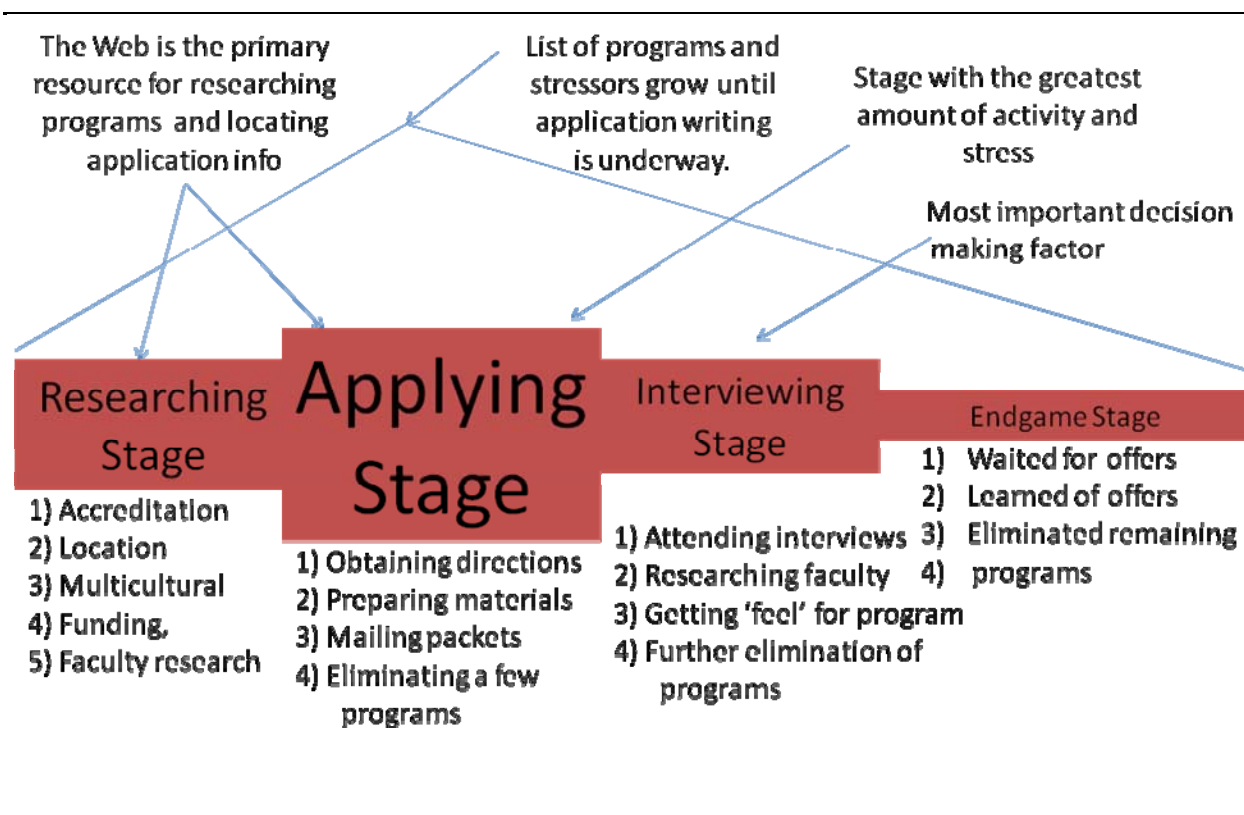 The Web is the primary
resource for researching
programs and locating
application info
List of programs and
stressors grow until
application writing
is underway.
Stage with the greatest
amount of activity and
stress
Most important decision
making factor
Researching
Stage
1) Accreditation
2) Location
3) Multicultural
4) Funding,
5) Faculty research
Applying
Stage
1) Obtaining directions
2) Preparing materials
3) Mailing packets
4) Eliminating a few
programs
Interviewing
Stage
1) Attending interviews
2) Researching faculty
3) Getting ‘feel’ for program
4) Further elimination of
programs
Endgame Stage
1) Waited for offers
2) Learned of offers
3) Eliminated remaining
4) programs